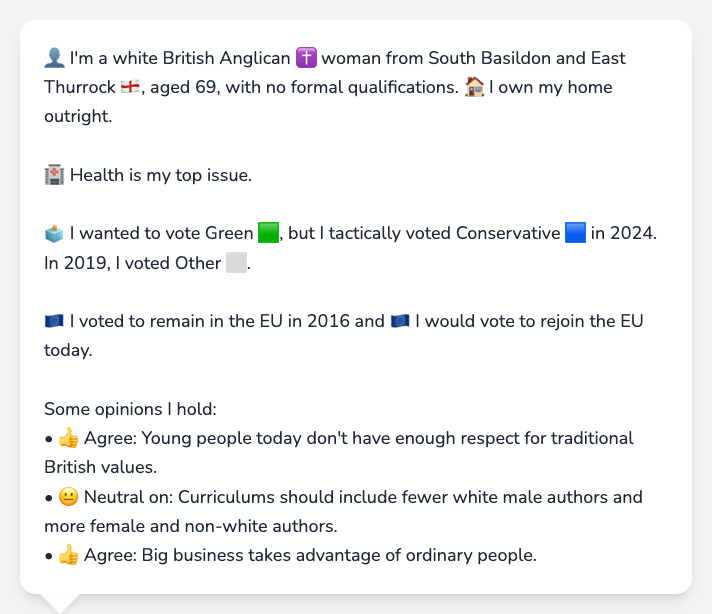 👤 I'm a white British Anglican ✝️ woman from South Basildon and East
Thurrock 🏴󠁧󠁢󠁥󠁮󠁧󠁿, aged 69, with no formal qualifications. 🏠 I own my home
outright.
🏥 Health is my top issue.
🗳️ I wanted to vote Green 🟩, but I tactically voted Conservative 🟦 in 2024.
In 2019, I voted Other ⬜.
🇪🇺 I voted to remain in the EU in 2016 and 🇪🇺 I would vote to rejoin the EU
today.
Some opinions I hold:
• 👍 Agree: Young people today don't have enough respect for traditional
British values.
• 😐 Neutral on: Curriculums should include fewer white male authors and
more female and non-white authors.
• 👍 Agree: Big business takes advantage of ordinary people.